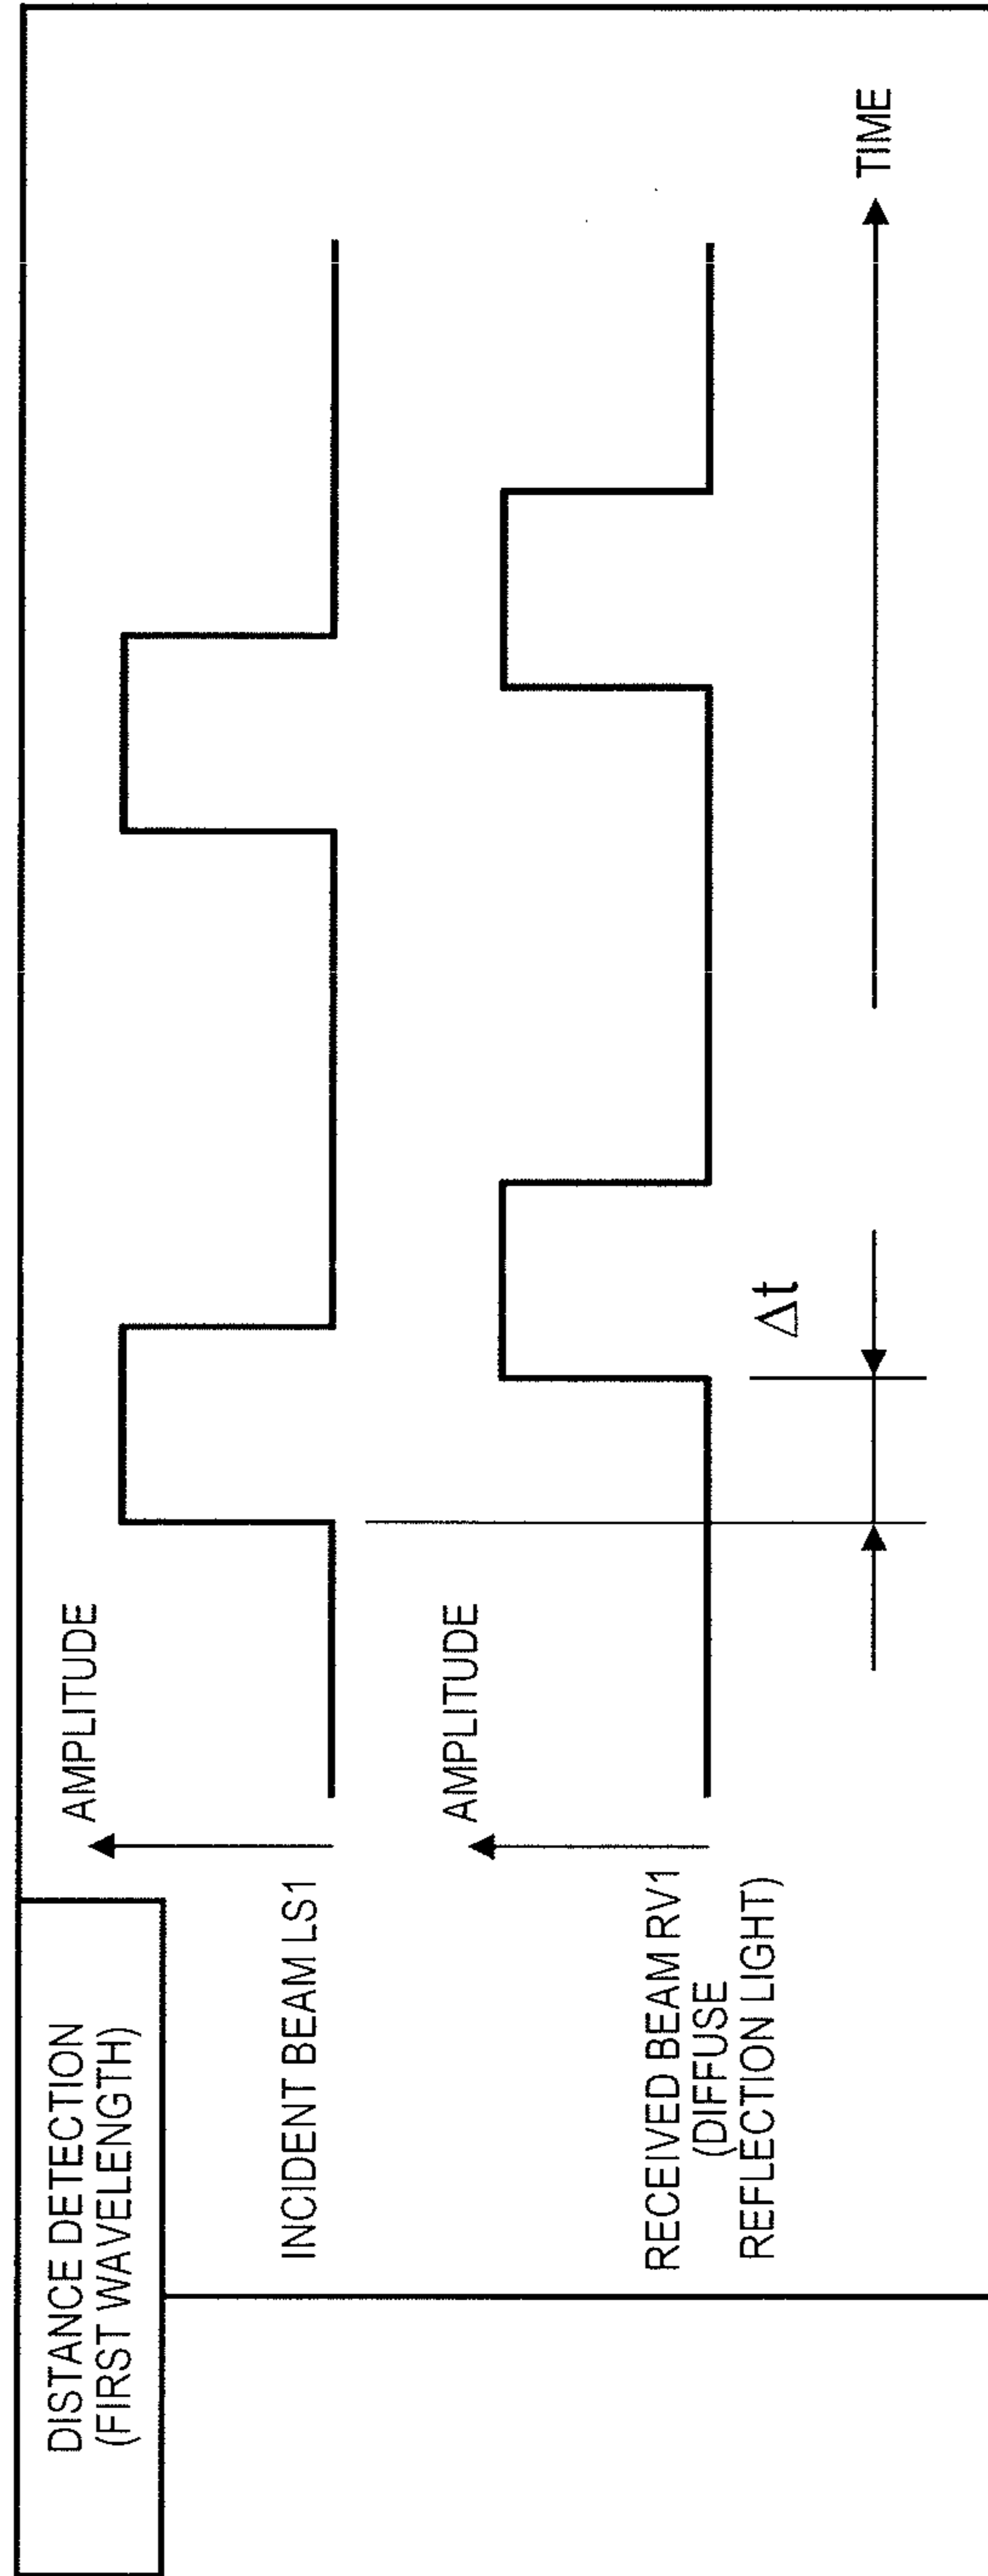 DISTANCE DETECTION
(FIRST WAVELENGTH)
AMPLITUDE
INCIDENT BEAM LS1
AMPLITUDE
RECEIVED BEAM RV1
(DIFFUSE
REFLECTION LIGHT)
Δt
TIME